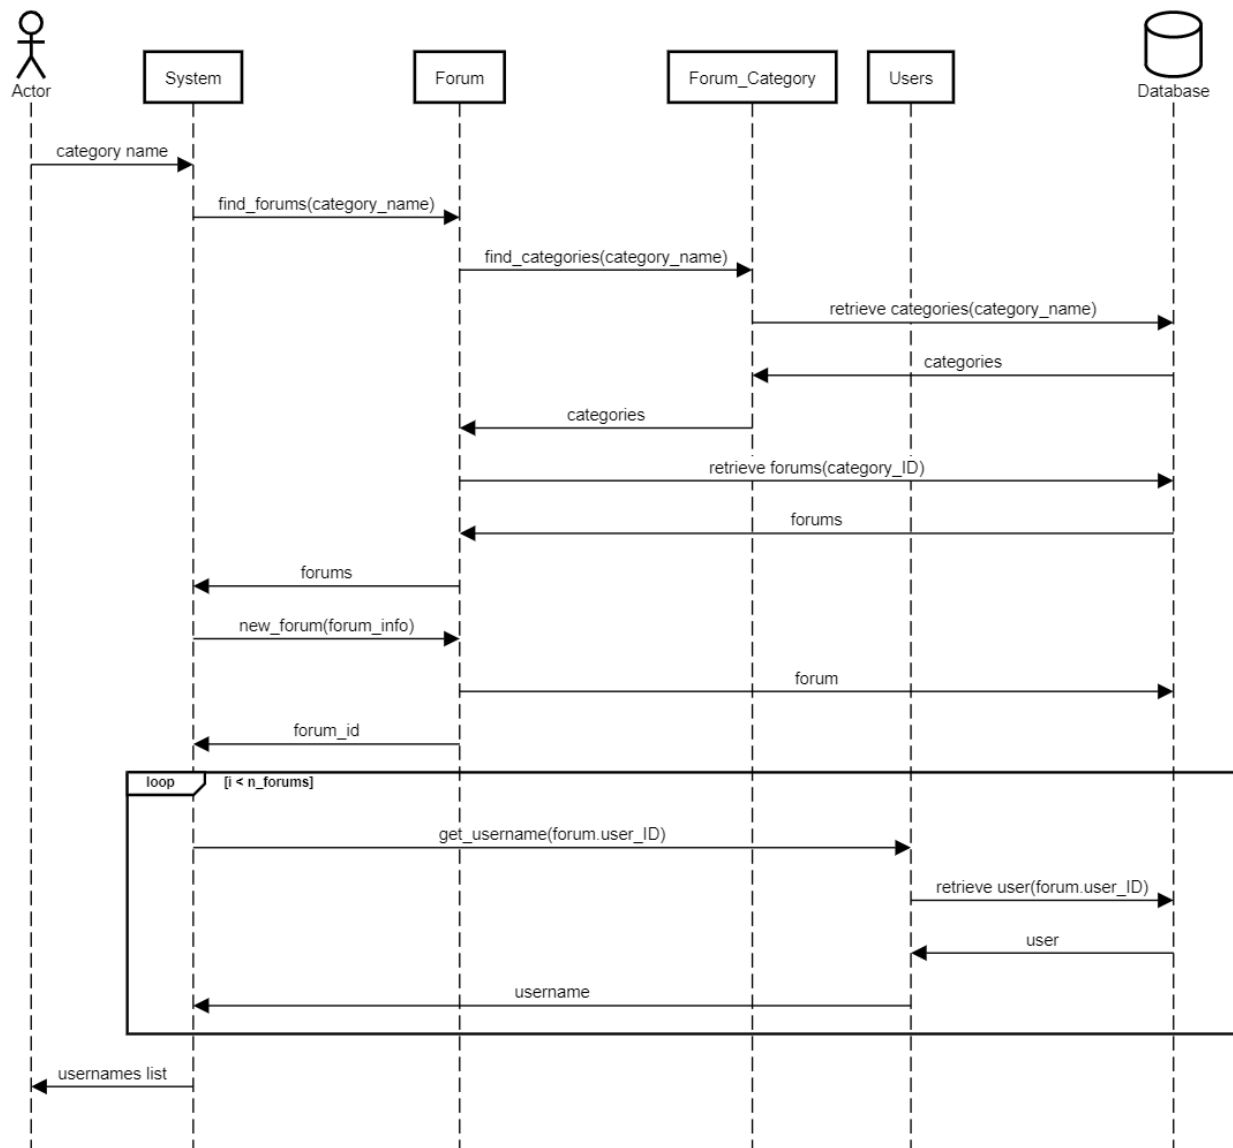 Actor
System
Forum
Forum_Category
Users
Database
category name
find_forums(category_name)
find_categories(category_name)
retrieve categories(category_name)
categories
categories
retrieve forums(category_ID)
forums
forums
new_forum(forum_info)
forum
forum_id
loop [i < n_forums]
get_username(forum.user_ID)
retrieve user(forum.user_ID)
user
username
usernames list